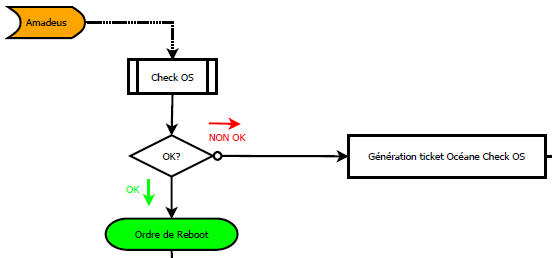 Amadeus
Check OS
NON OK
OK?
Génération ticket Océane Check OS
OK
Ordre de Reboot